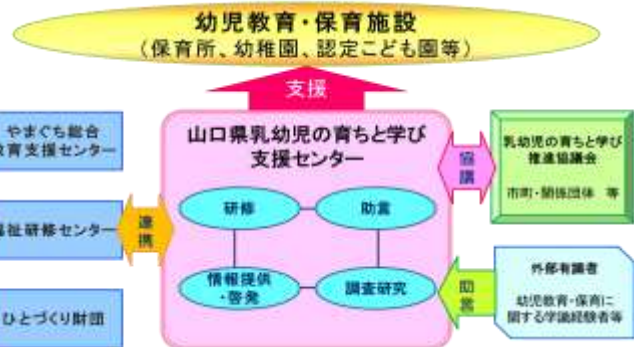 幼児教育・保育施設
(保育所、幼稚園、認定こども園等)
支援
やまぐち総合
教育支援センター
福祉研修センター
ひとづくり財団
連携
山口県乳幼児の育ちと学び
支援センター
研修
助言
情報提供
・啓発
調査研究
協議
乳幼児の育ちと学び
推進協議会
市町・関係団体 等
助言
外部有識者
幼児教育・保育に
関する学識経験者等